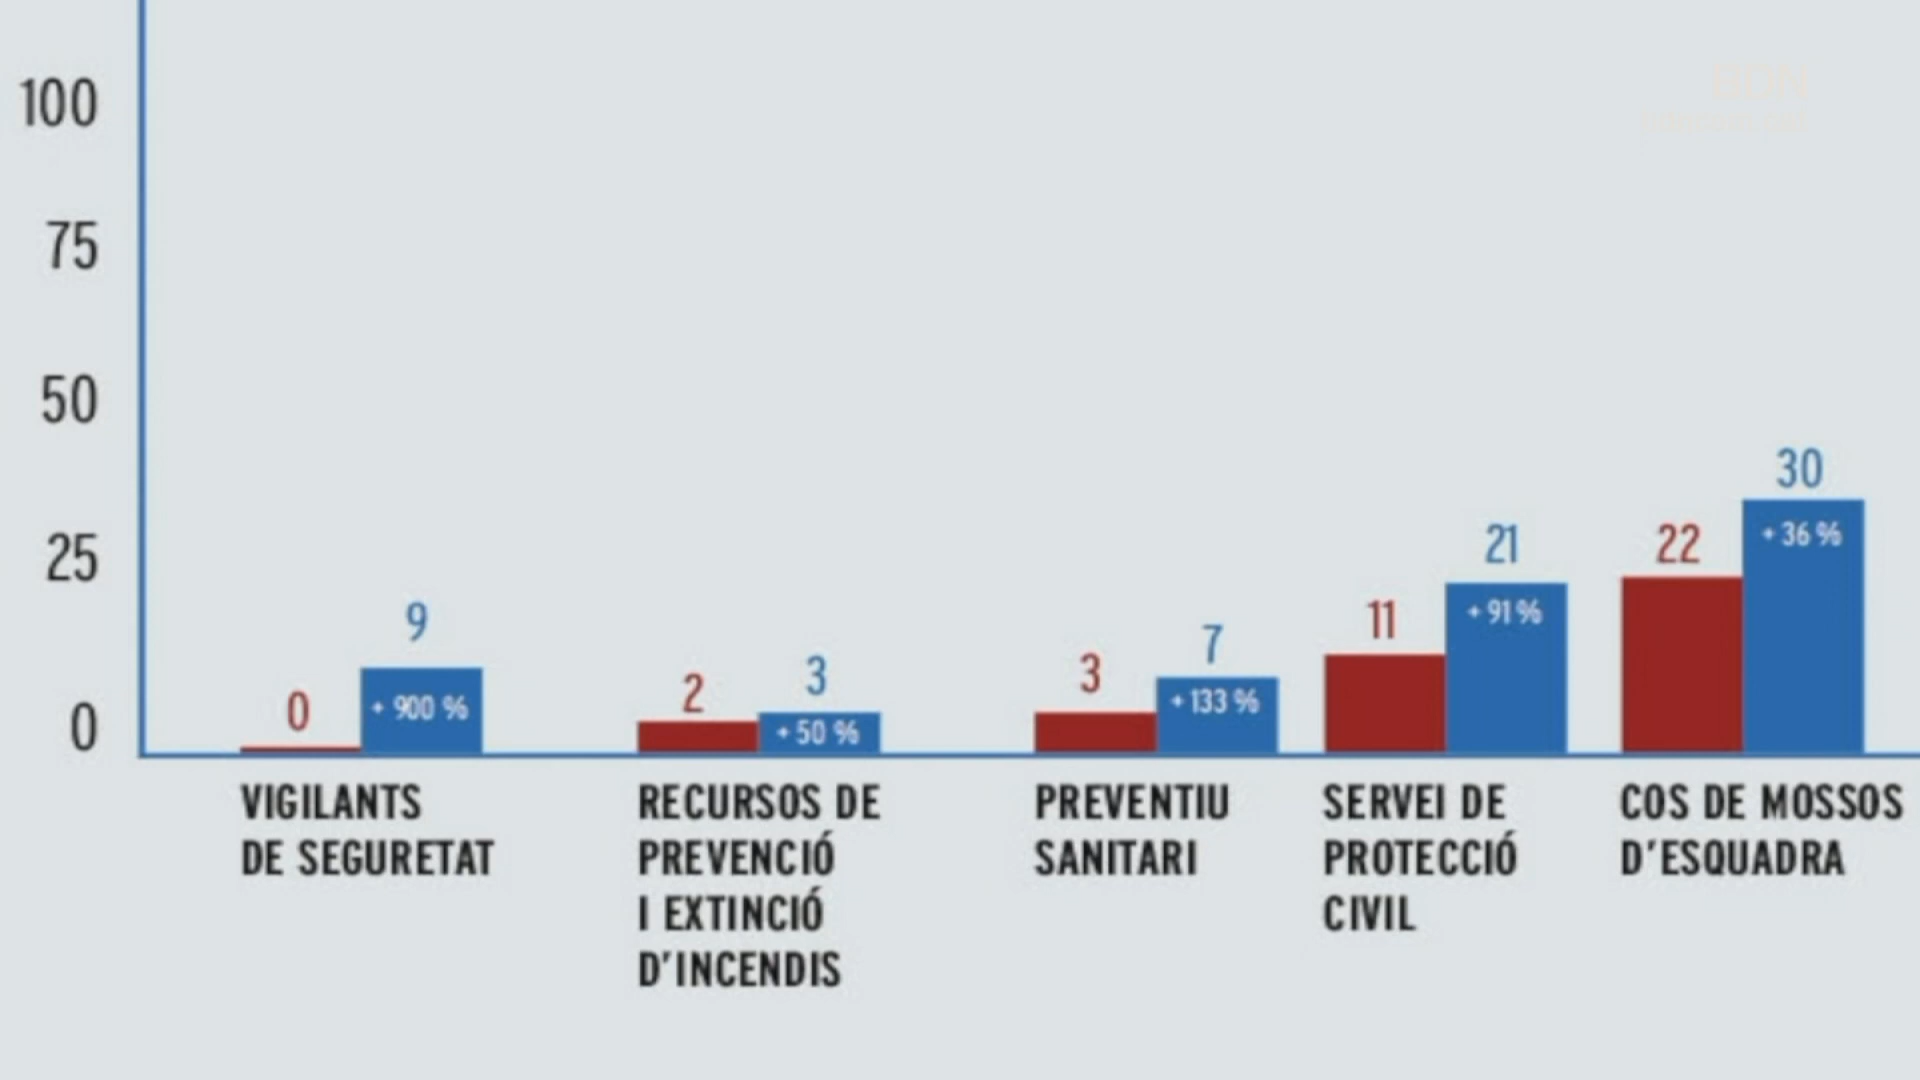 100
75
50
25
0
0
9
+ 900 %
2
3
+ 50 %
3
7
+ 133 %
11
21
+ 91 %
22
30
+ 36 %
VIGILANTS
DE SEGURETAT
RECURSOS DE
PREVENCIÓ
I EXTINCIÓ
D'INCENDIS
PREVENTIU
SANITARI
SERVEI DE
PROTECCIÓ
CIVIL
COS DE MOSSOS
D'ESQUADRA
BDN